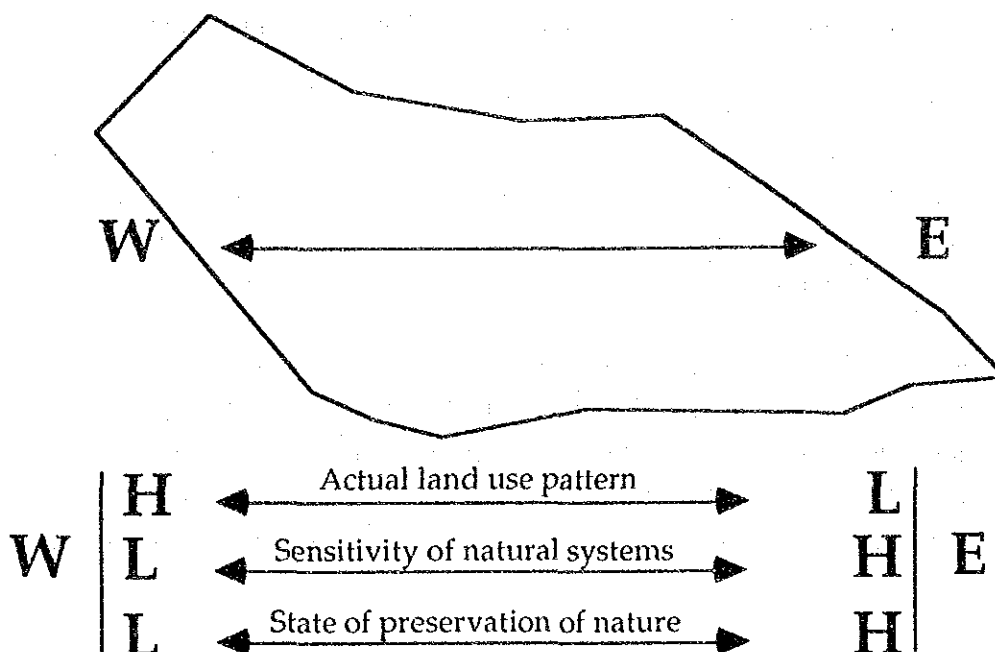 W E
H Actual land use pattern L
W L Sensitivity of natural systems H E
L State of preservation of nature H